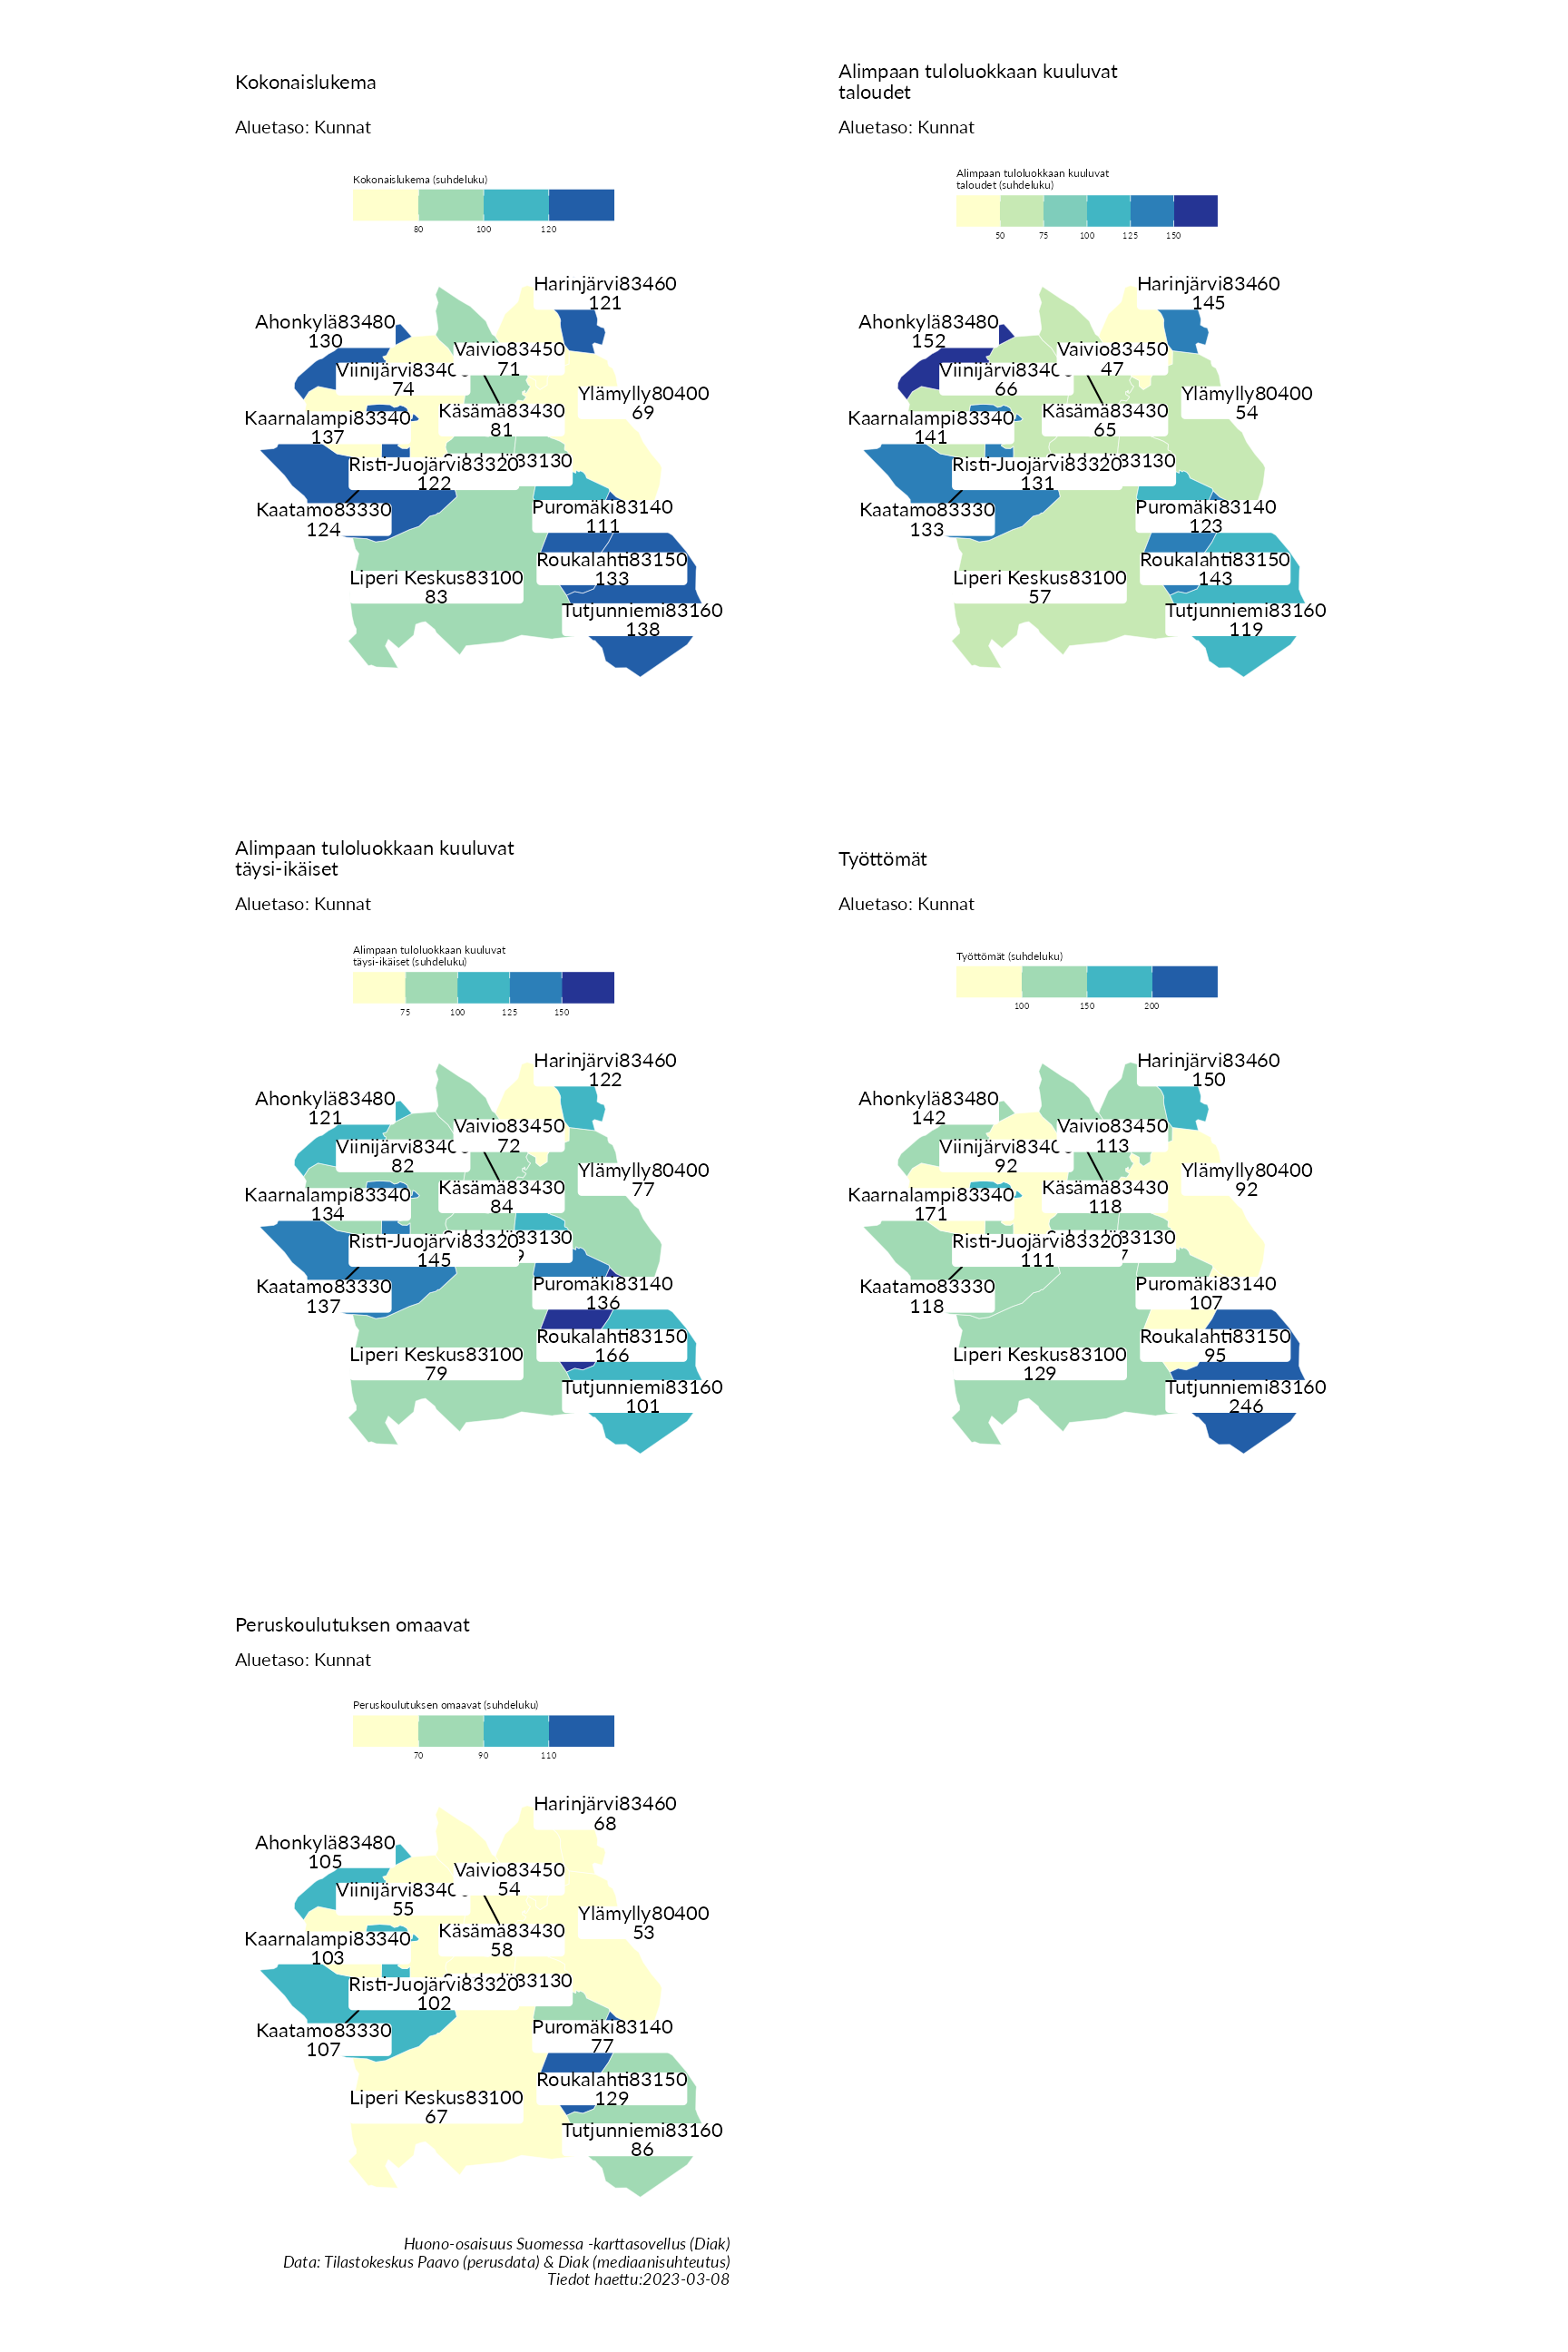 Kokonaislukema
Aluetaso: Kunnat
Kokonaislukema (suhdeluku)
80 100 120
Harinjärvi83460
121
Ahonkylä83480
130
Vaivio83450
71
Viinijärvi8340
74
Ylämylly80400
69
Käsämä83430
81
Kaarnalampi83340
137
33130
Risti-Juojärvi83320
122
Kaatamo83330
124
Puromäki83140
111
Roukalahti83150
133
Liperi Keskus83100
83
Tutjunniemi83160
138
Alimpaan tuloluokkaan kuuluvat
taloudet
Aluetaso: Kunnat
Alimpaan tuloluokkaan kuuluvat
taloudet (suhdeluku)
50 75 100 125 150
Harinjärvi83460
145
Ahonkylä83480
152
Vaivio83450
47
Viinijärvi8340
66
Ylämylly80400
54
Käsämä83430
65
Kaarnalampi83340
141
33130
Risti-Juojärvi83320
131
Kaatamo83330
133
Puromäki83140
123
Roukalahti83150
143
Liperi Keskus83100
57
Tutjunniemi83160
119
Alimpaan tuloluokkaan kuuluvat
täysi-ikäiset
Aluetaso: Kunnat
Alimpaan tuloluokkaan kuuluvat
täysi-ikäiset (suhdeluku)
75 100 125 150
Harinjärvi83460
122
Ahonkylä83480
121
Vaivio83450
72
Viinijärvi8340
82
Ylämylly80400
77
Käsämä83430
84
Kaarnalampi83340
134
33130
Risti-Juojärvi83320
145
Kaatamo83330
137
Puromäki83140
136
Roukalahti83150
166
Liperi Keskus83100
79
Tutjunniemi83160
101
Työttömät
Aluetaso: Kunnat
Työttömät (suhdeluku)
100 150 200
Harinjärvi83460
150
Ahonkylä83480
142
Vaivio83450
113
Viinijärvi8340
92
Ylämylly80400
92
Käsämä83430
118
Kaarnalampi83340
171
33130
Risti-Juojärvi83320
111
Kaatamo83330
118
Puromäki83140
107
Roukalahti83150
95
Liperi Keskus83100
129
Tutjunniemi83160
246
Peruskoulutuksen omaavat
Aluetaso: Kunnat
Peruskoulutuksen omaavat (suhdeluku)
70 90 110
Harinjärvi83460
68
Ahonkylä83480
105
Vaivio83450
54
Viinijärvi8340
55
Ylämylly80400
53
Käsämä83430
58
Kaarnalampi83340
103
33130
Risti-Juojärvi83320
102
Kaatamo83330
107
Puromäki83140
77
Roukalahti83150
129
Liperi Keskus83100
67
Tutjunniemi83160
86
Huono-osaisuus Suomessa -karttasovellus (Diak)
Data: Tilastokeskus Paavo (perusdata) & Diak (mediaanisuhteutus)
Tiedot haettu:2023-03-08